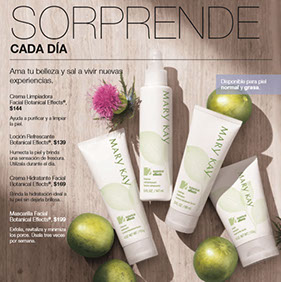 SORPRENDE
CADA DÍA
Ama tu belleza y sal a vivir nuevas
experiencias.
Disponible para piel
normal y grasa.
Crema Limpiadora
Facial Botanical Effects®,
$144
Ayuda a purificar y a limpiar
la piel.
Loción Refrescante
Botanical Effects®, $139
Humecta la piel y brinda
una sensación de frescura.
Utilízala durante el día.
Crema Hidratante Facial
Botanical Effects®, $169
Brinda la hidratación ideal a
tu piel sin dejarla brillosa.
Mascarilla Facial
Botanical Effects®, $199
Exfolia, revitaliza y minimiza
los poros. Úsala tres veces
por semana.
MARY KAY
MARY KAY
MARY KAY
MARY KAY